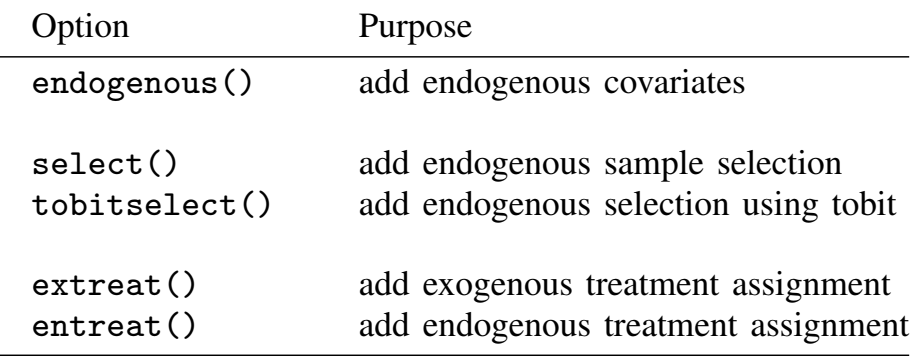 Option Purpose
endogenous() add endogenous covariates
select() add endogenous sample selection
tobitselect() add endogenous selection using tobit
extreat() add exogenous treatment assignment
entreat() add endogenous treatment assignment